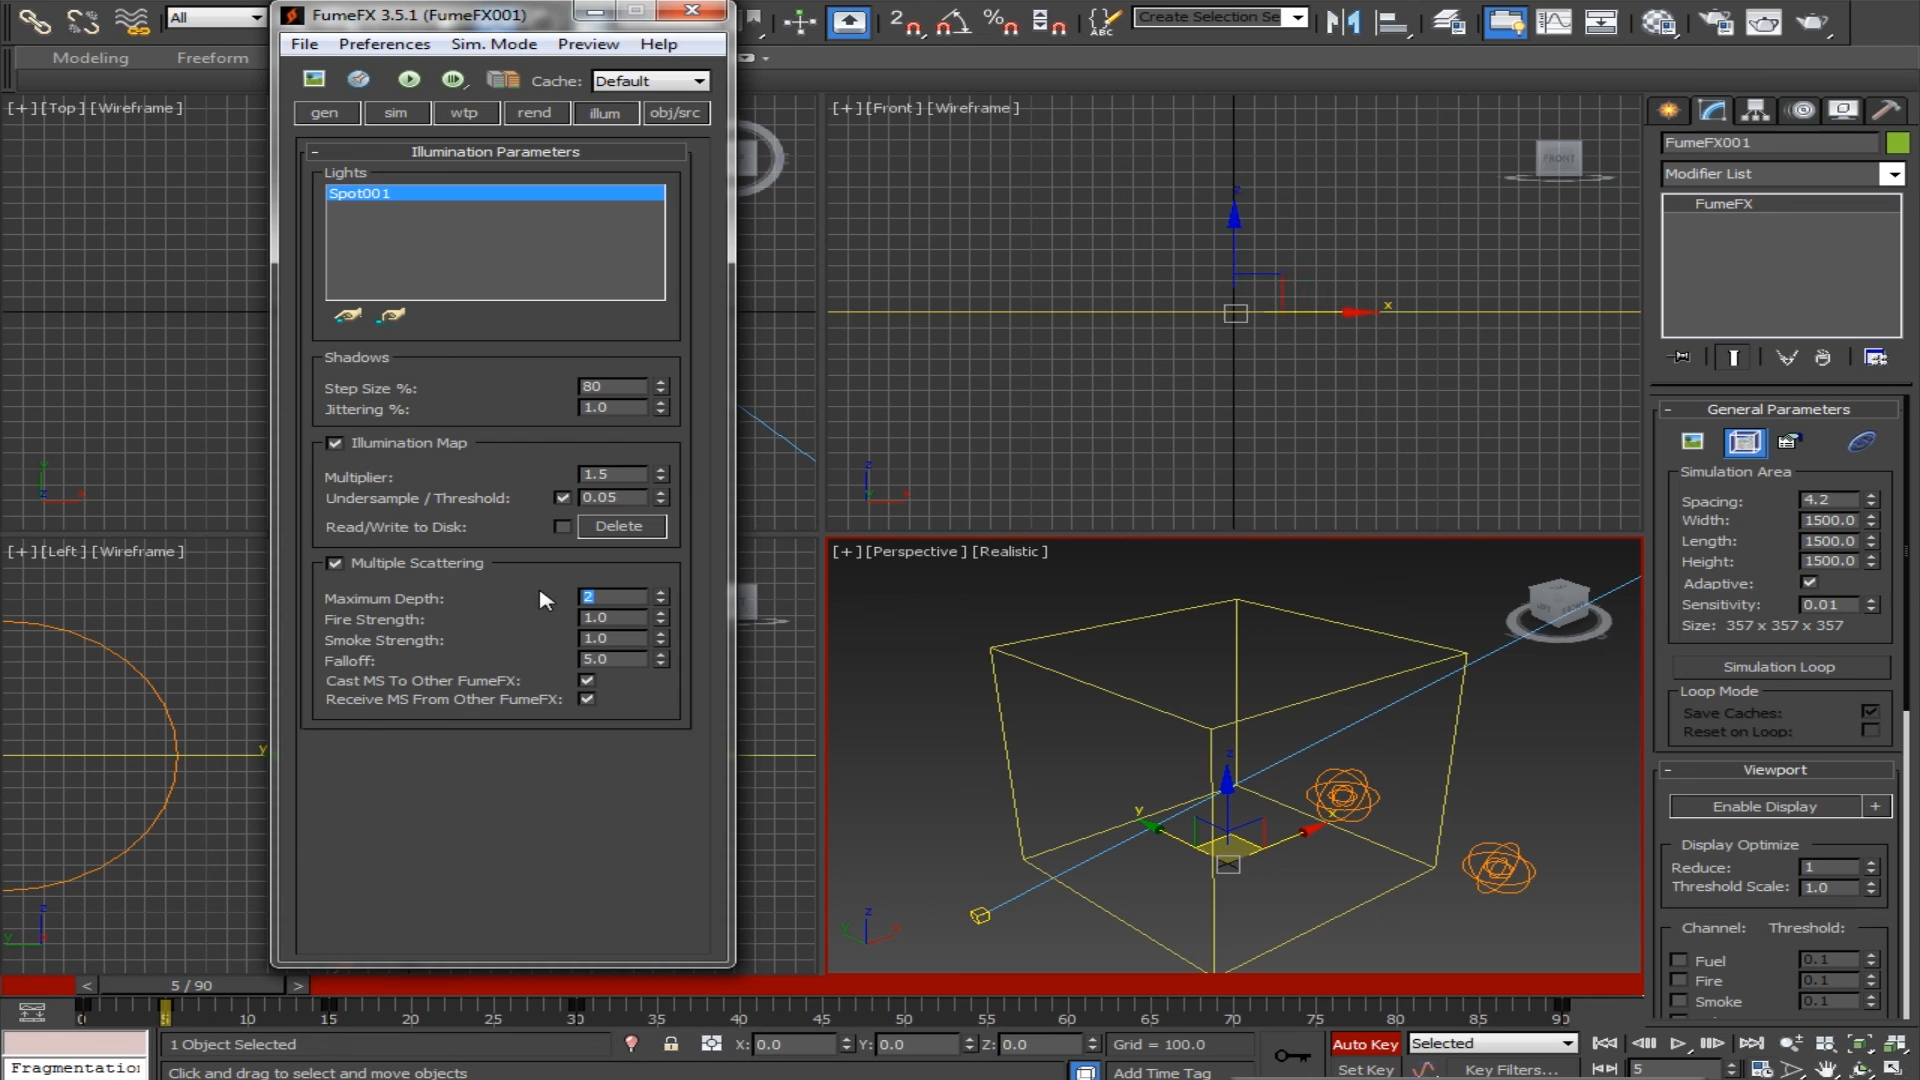 All
FumeFX 3.5.1 (FumeFX001)
Create Selection Se
ABC
Modeling
Freeform
File Preferences Sim. Mode Preview Help
Cache: Default
gen sim wtp rend illum obj/src
Illumination Parameters
Lights
Spot001
Shadows
Step Size %: 80
Jittering %: 1.0
Illumination Map
Multiplier: 1.5
Undersample / Threshold: 0.05
Read/Write to Disk: Delete
Multiple Scattering
Maximum Depth: 2
Fire Strength: 1.0
Smoke Strength: 1.0
Falloff: 5.0
Cast MS To Other FumeFX:
Receive MS From Other FumeFX:
[+][Top][Wireframe]
[+][Front][Wireframe]
FRONT
z
x
[+][Left][Wireframe]
y
[+][Perspective][Realistic]
z
y
x
FumeFX001
Modifier List
FumeFX
General Parameters
Simulation Area
Spacing: 4.2
Width: 1500.0
Length: 1500.0
Height: 1500.0
Adaptive:
Sensitivity: 0.01
Size: 357 x 357 x 357
Simulation Loop
Loop Mode
Save Caches:
Reset on Loop:
Viewport
Enable Display +
Display Optimize
Reduce: 1
Threshold Scale: 1.0
Channel: Threshold:
Fuel 0.1
Fire 0.1
Smoke 0.1
< 5 / 90 >
0 5 10 15 20 25 30 35 40 45 50 55 60 65 70 75 80 85 90
1 Object Selected
X: 0.0 Y: 0.0 Z: 0.0
Grid = 100.0
Auto Key
Selected
Fragmentation
Click and drag to select and move objects
Add Time Tag
Set Key
Key Filters...
5